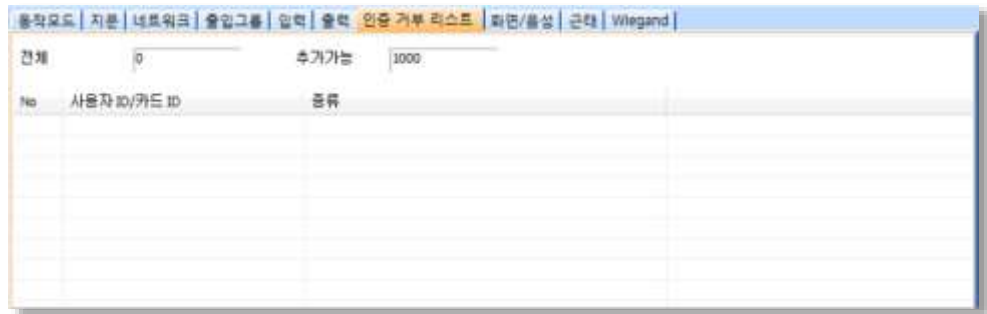 동작모드 지문 네트워크 출입그룹 입력 출력 인증 거부 리스트 화면/음성 근태 Wiegand
전체 0 추가가능 1000
No 사용자 ID/카드 ID 종류